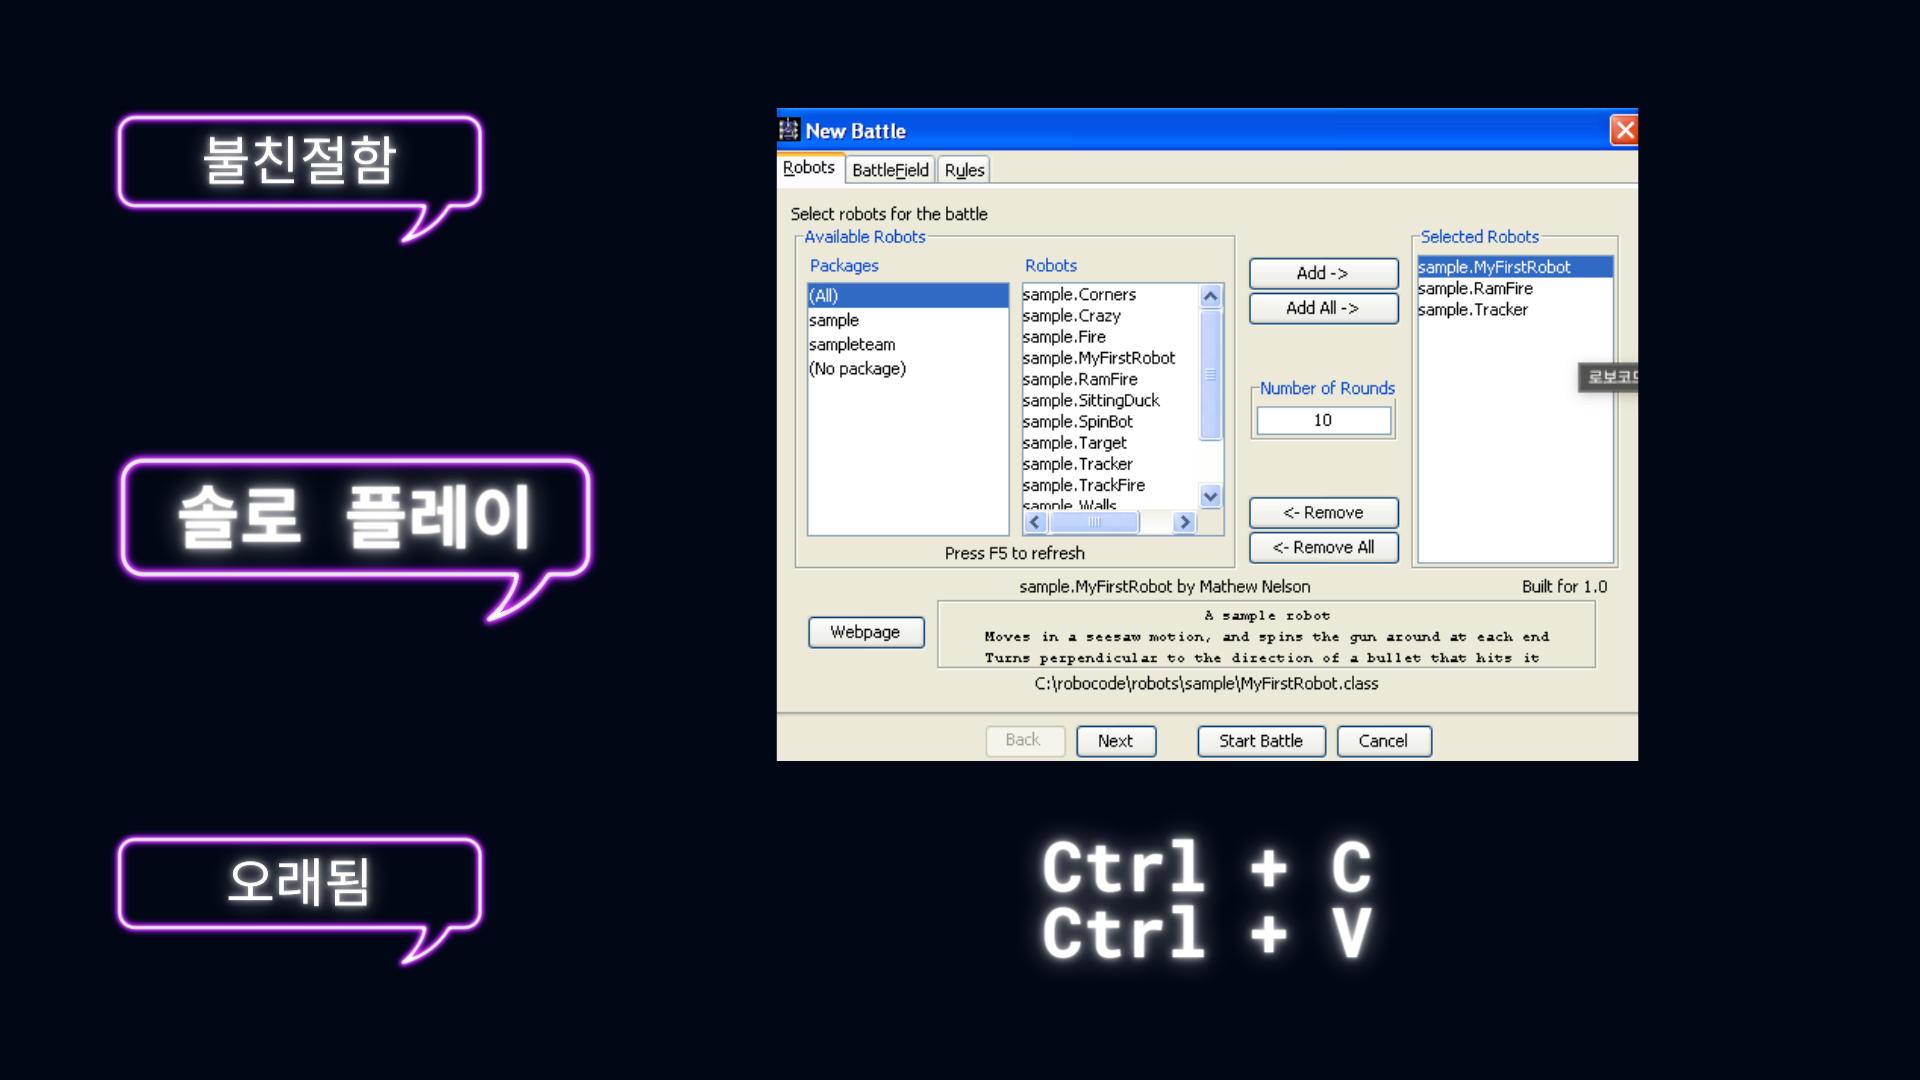 불친절함
솔로 플레이
오래됨
New Battle
Robots BattleField Rules
Select robots for the battle
Available Robots
Packages
(All)
sample
sampleteam
(No package)
Robots
sample.Corners
sample.Crazy
sample.Fire
sample.MyFirstRobot
sample.RamFire
sample.SittingDuck
sample.SpinBot
sample.Target
sample.Tracker
sample.TrackFire
sample.Walls
Press F5 to refresh
Add ->
Add All ->
Number of Rounds
10
<- Remove
<- Remove All
Selected Robots
sample.MyFirstRobot
sample.RamFire
sample.Tracker
로보코드
sample.MyFirstRobot by Mathew Nelson
Built for 1.0
Webpage
A sample robot
Moves in a seesaw motion, and spins the gun around at each end
Turns perpendicular to the direction of a bullet that hits it
C:\robocode\robots\sample\MyFirstRobot.class
Back Next Start Battle Cancel
Ctrl + C
Ctrl + V